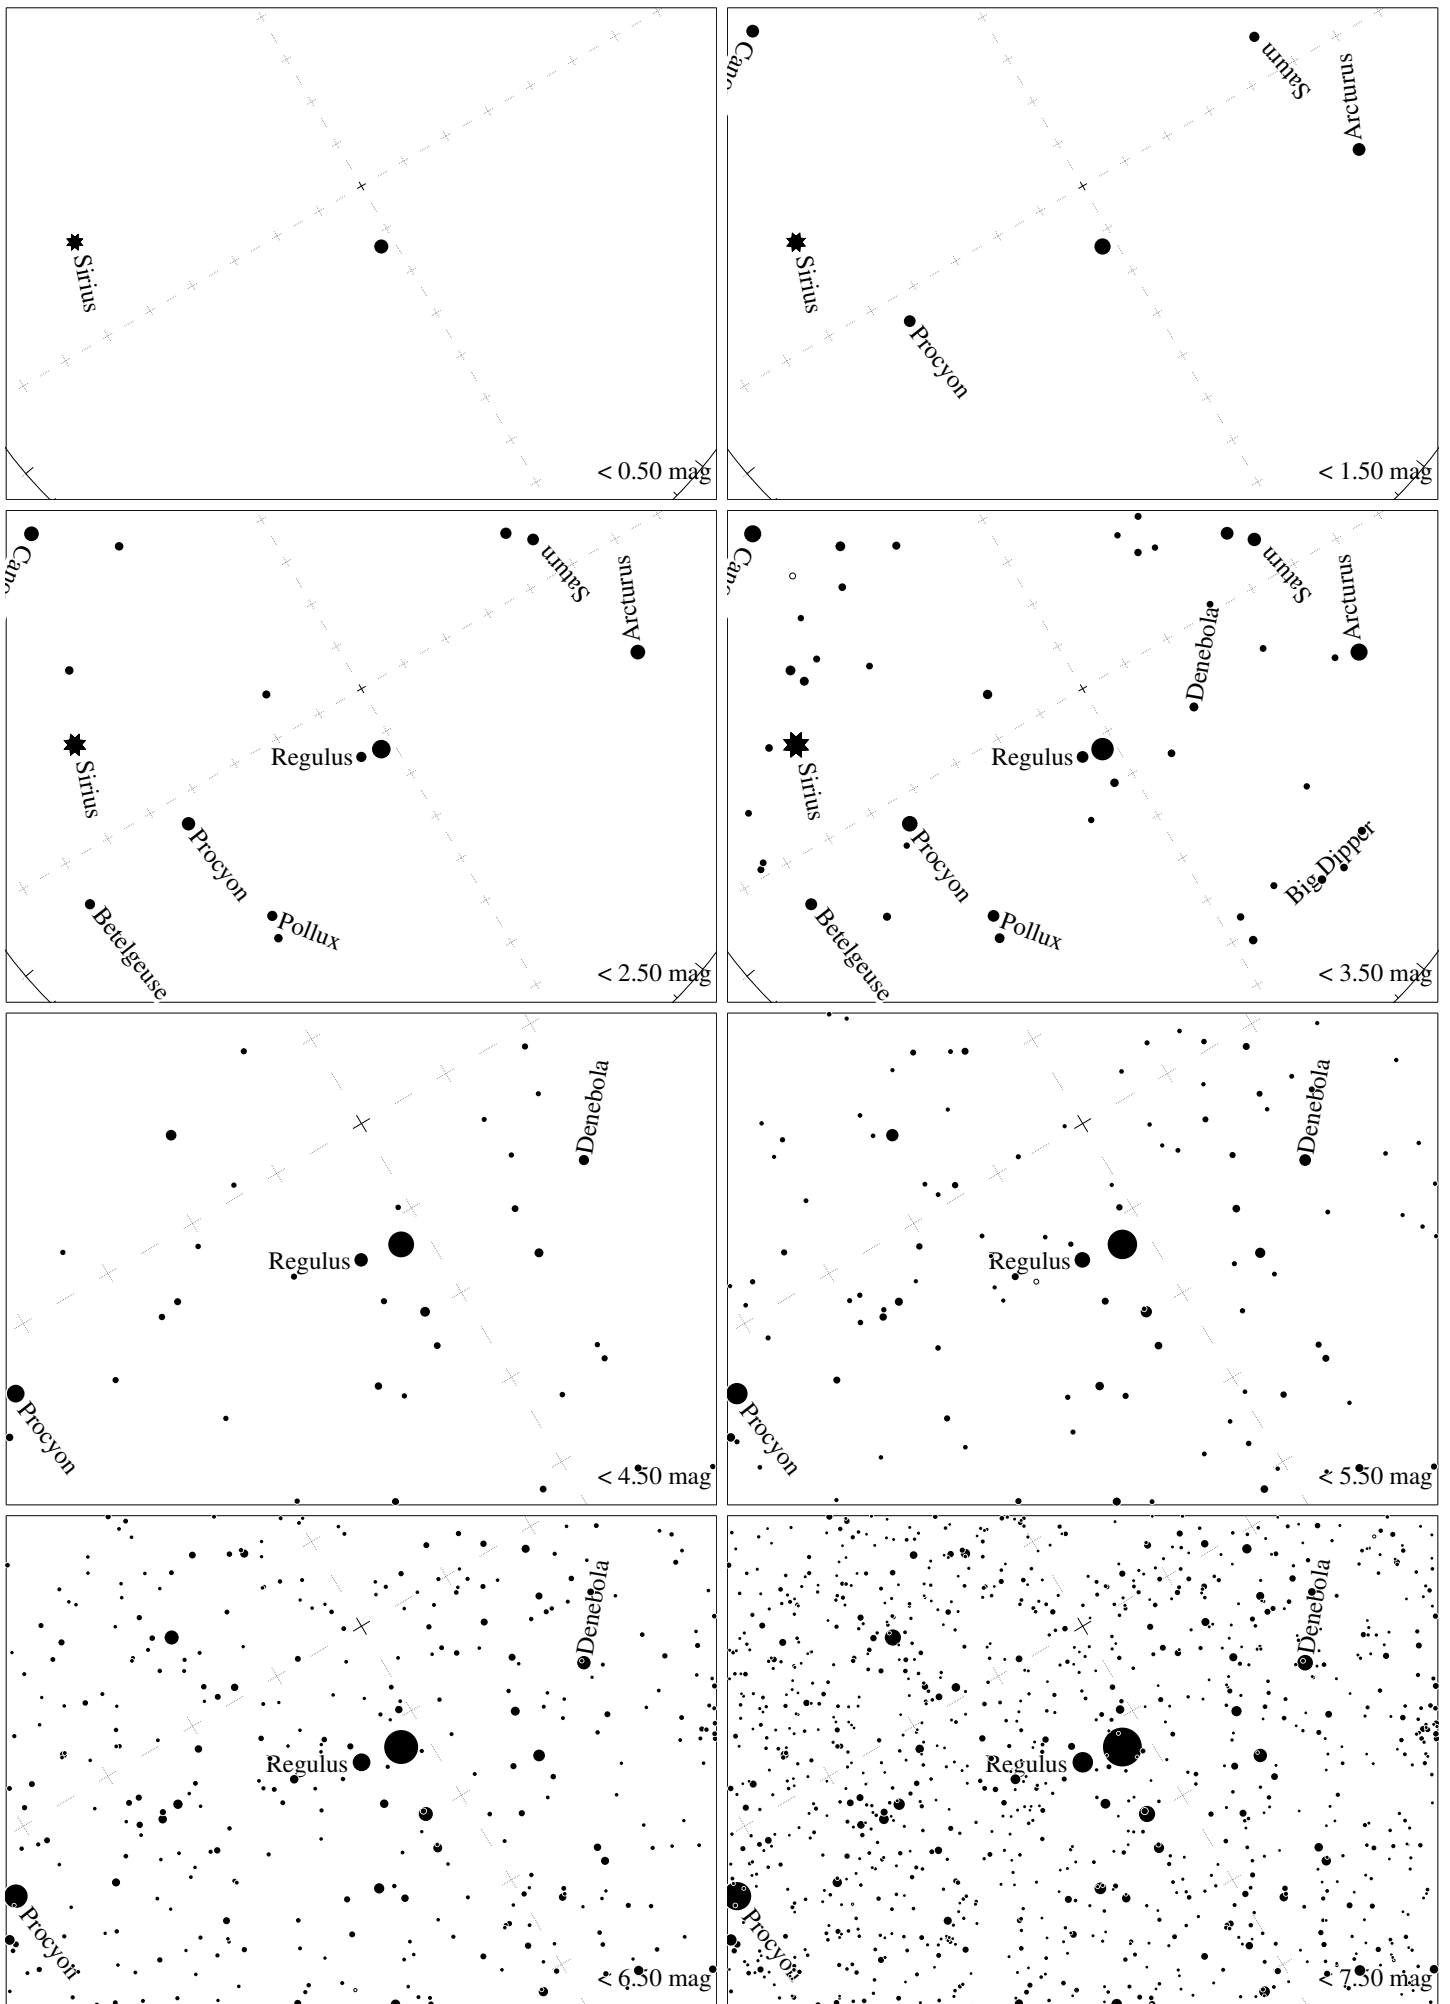 Sirius
< 0.50 mag
Cano
Saturn
Arcturus
Sirius
Procyon
< 1.50 mag
Cano
Saturn
Arcturus
Sirius
Regulus
Procyon
Betelgeuse
Pollux
< 2.50 mag
Cano
Saturn
Arcturus
Denebola
Sirius
Regulus
Procyon
Big Dipper
Betelgeuse
Pollux
< 3.50 mag
Denebola
Regulus
Procyon
< 4.50 mag
Denebola
Regulus
Procyon
< 5.50 mag
Denebola
Regulus
Procyon
< 6.50 mag
Denebola
Regulus
Procyon
< 7.50 mag